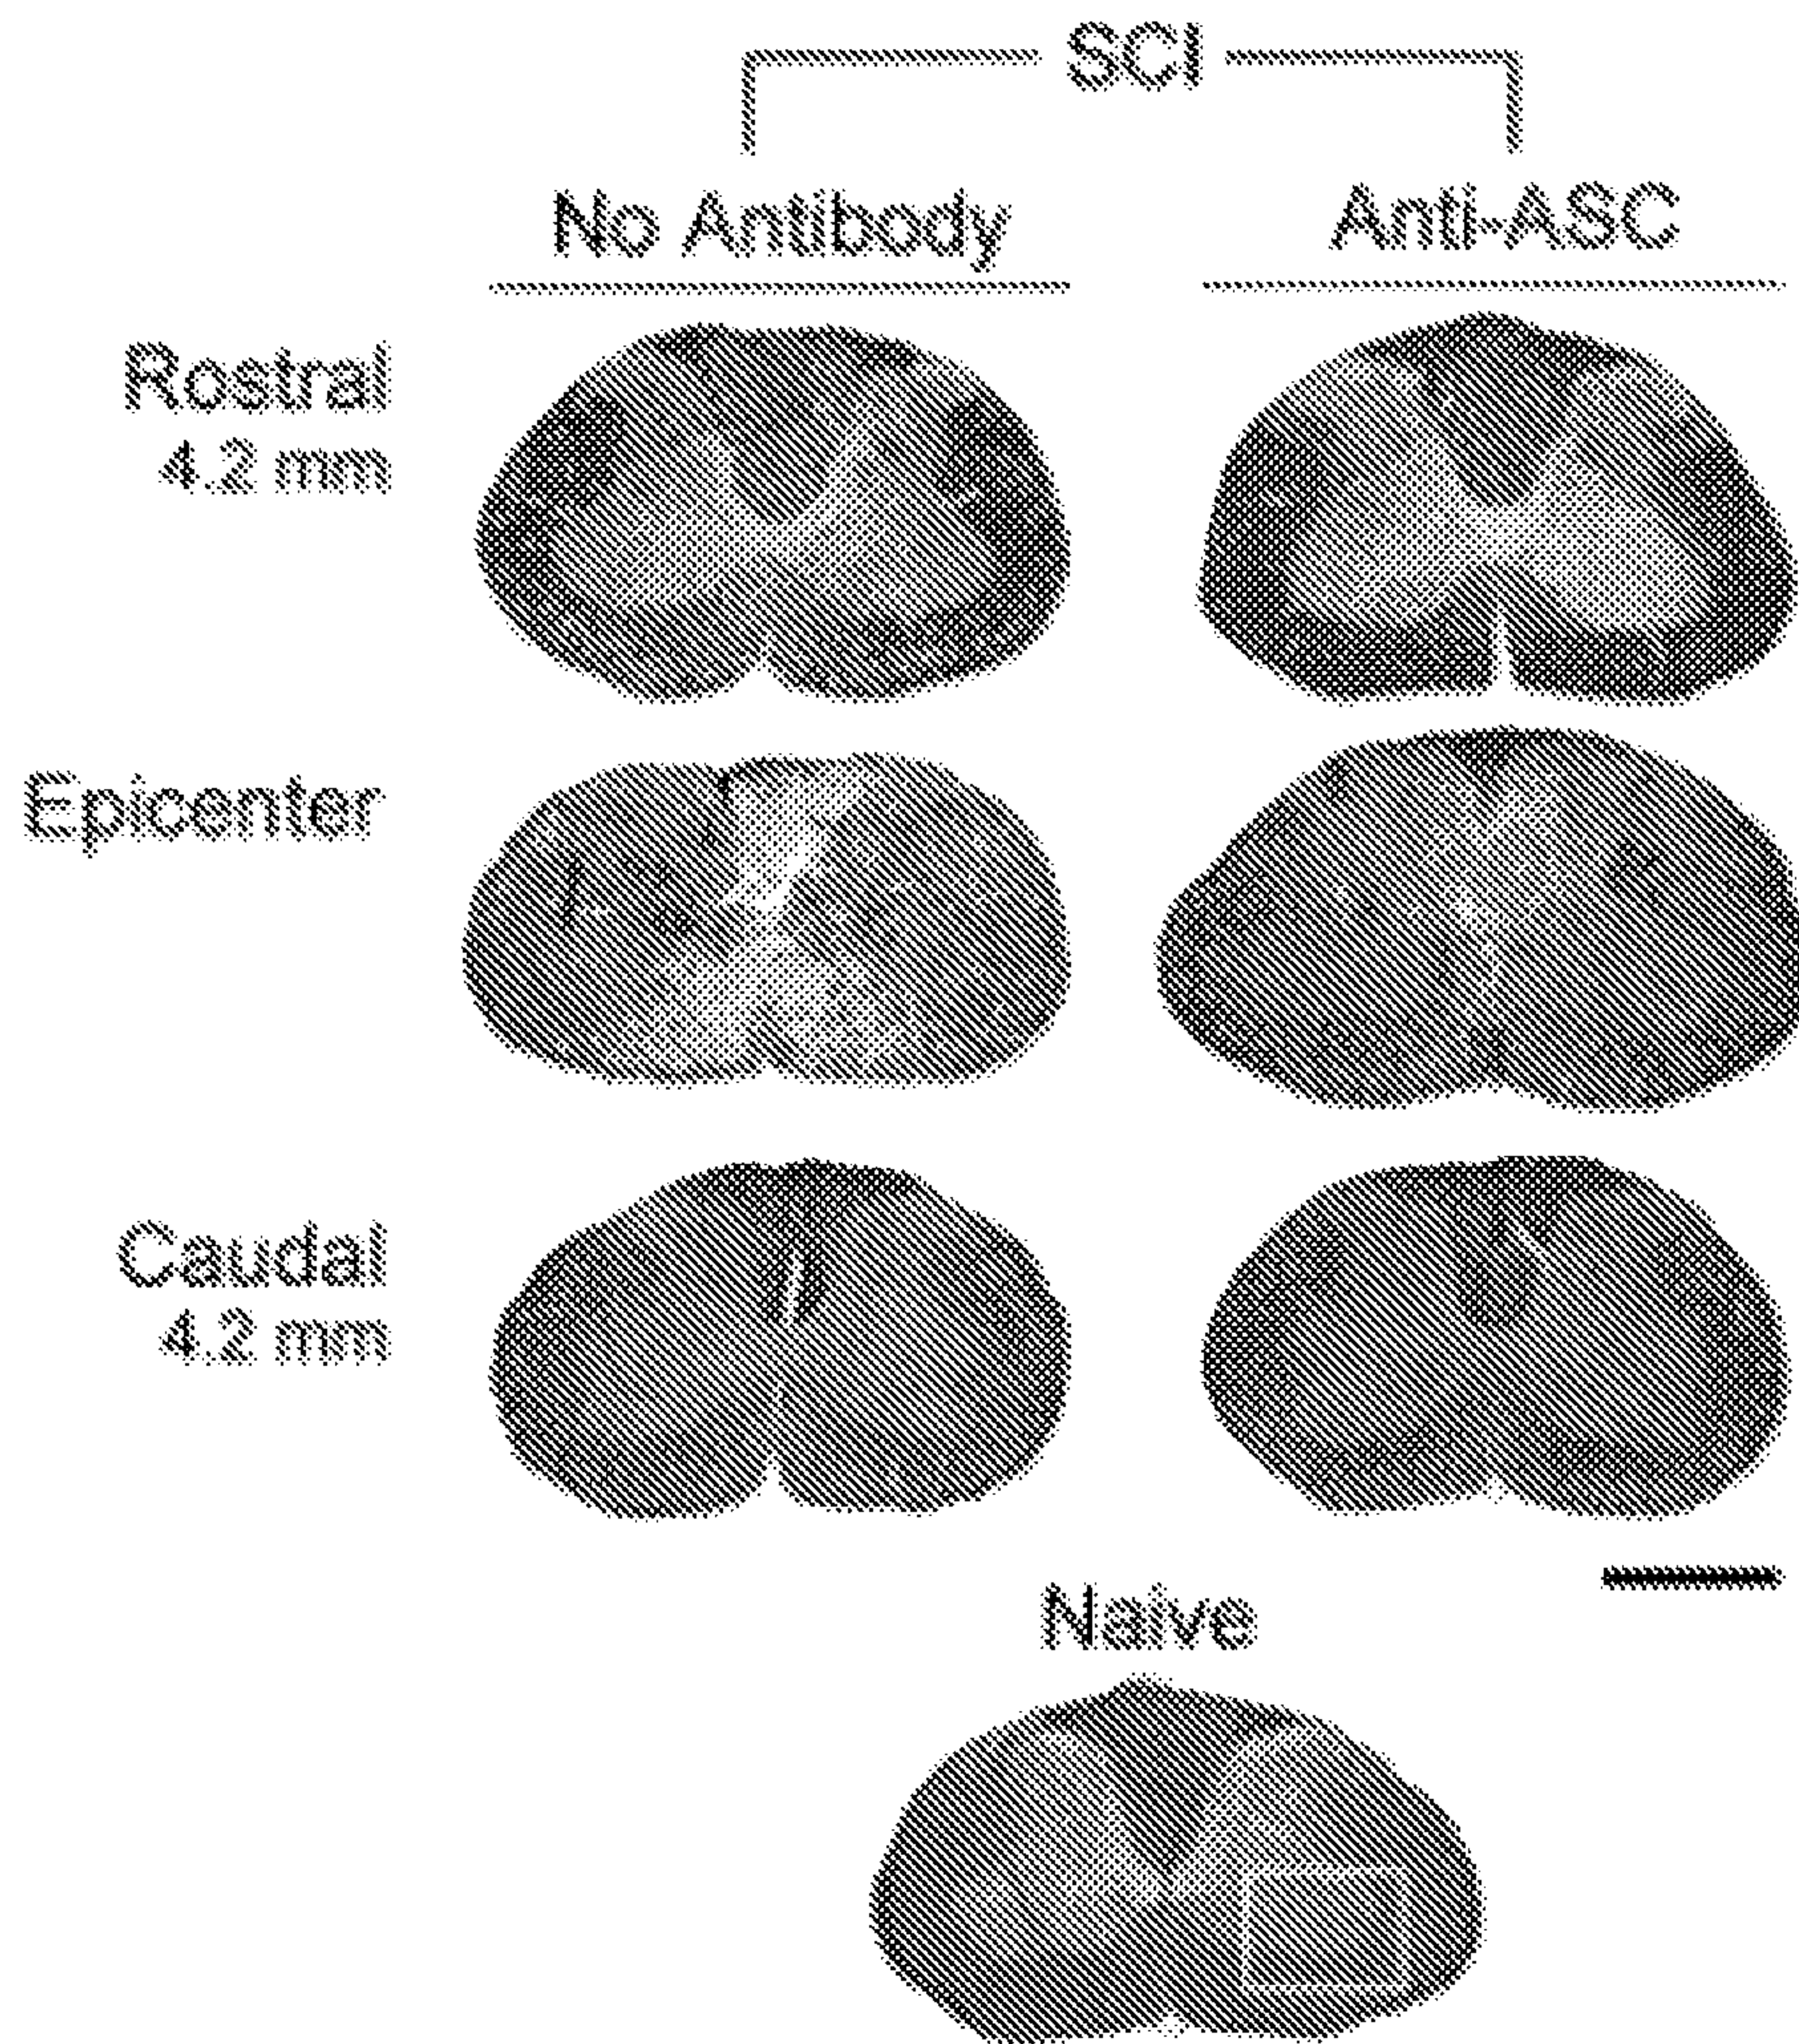 SCI
No Antibody
Anti-ASC
Rostral
4.2 mm
Epicenter
Caudal
4.2 mm
Naive